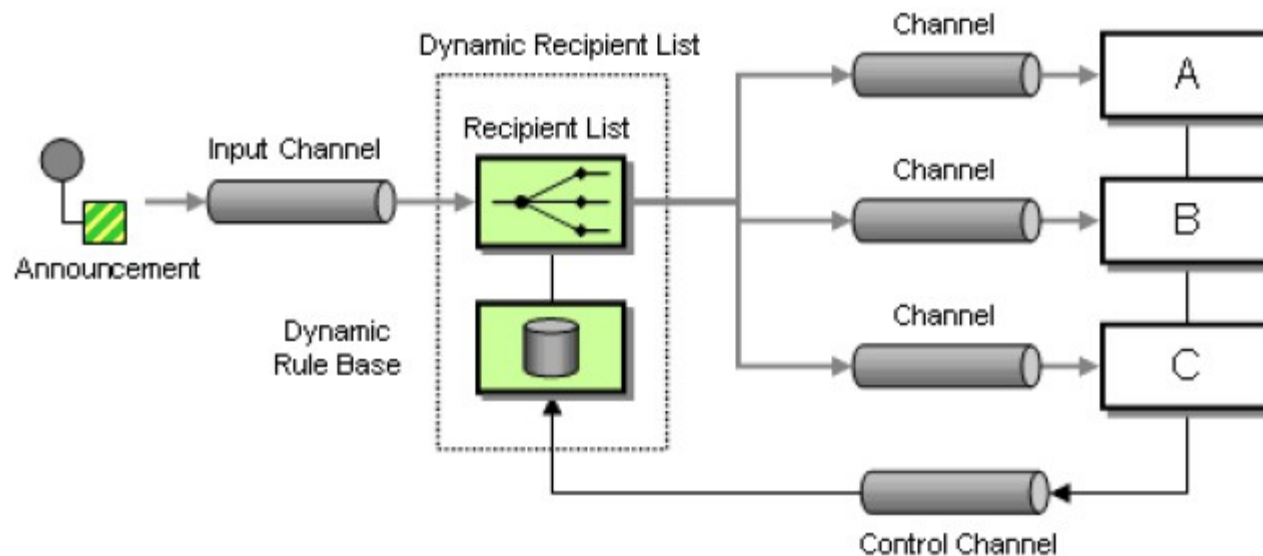 Channel
Dynamic Recipient List
A
Recipient List
Input Channel
Channel
B
Announcement
Channel
Dynamic
Rule Base
C
Control Channel